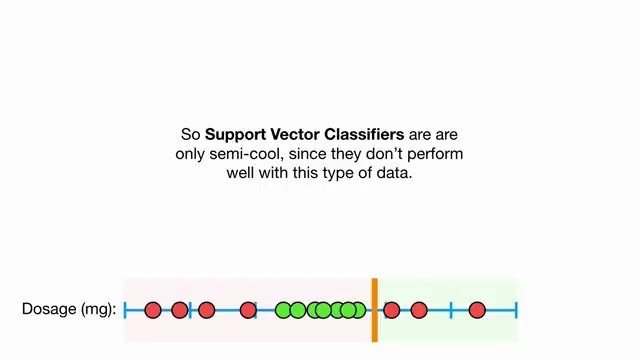 So Support Vector Classifiers are are
only semi-cool, since they don’t perform
well with this type of data.
Dosage (mg):